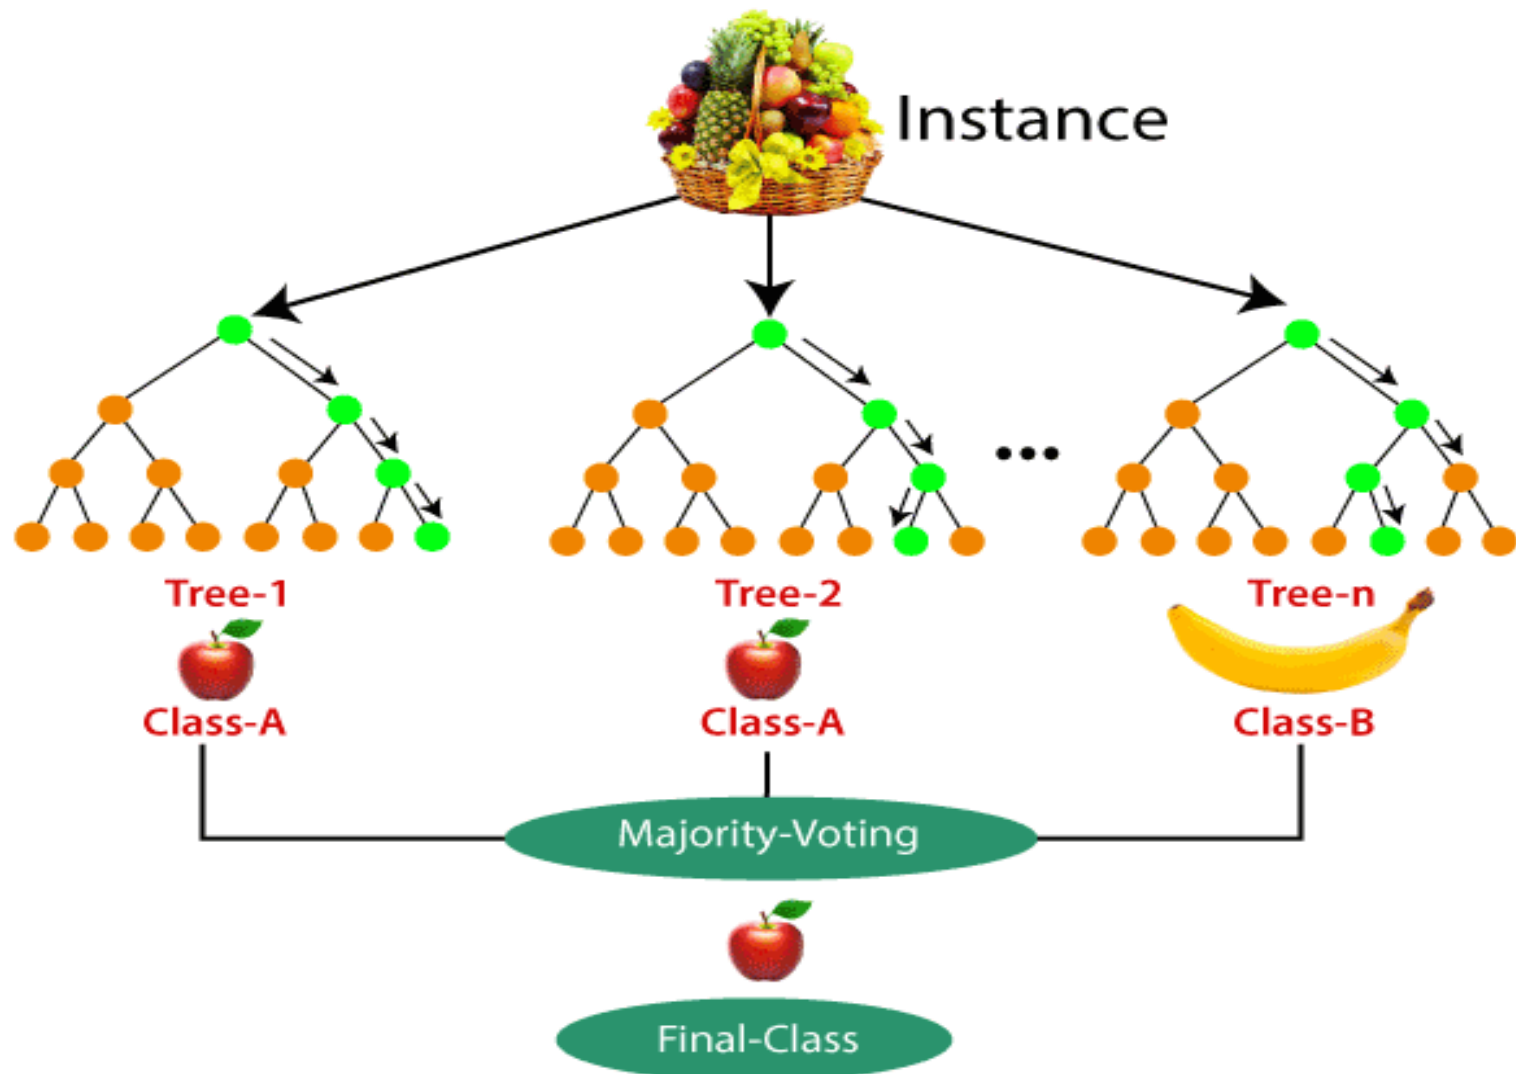 Instance
Tree-1
Tree-2
Tree-n
Class-A
Class-A
Class-B
Majority-Voting
Final-Class